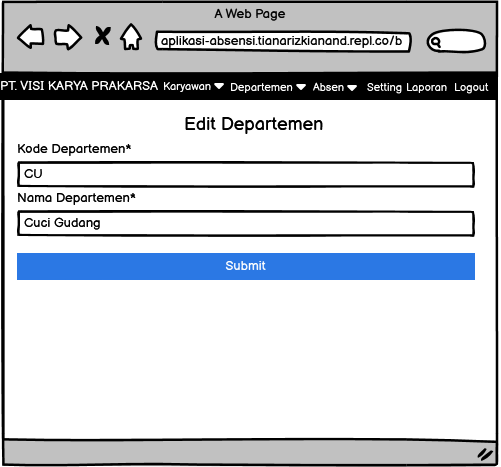 A Web Page
aplikasi-absensi.tianarizkianand.repl.co/b
PT. VISI KARYA PRAKARSA Karyawan Departemen Absen Setting Laporan Logout
Edit Departemen
Kode Departemen*
CU
Nama Departemen*
Cuci Gudang
Submit